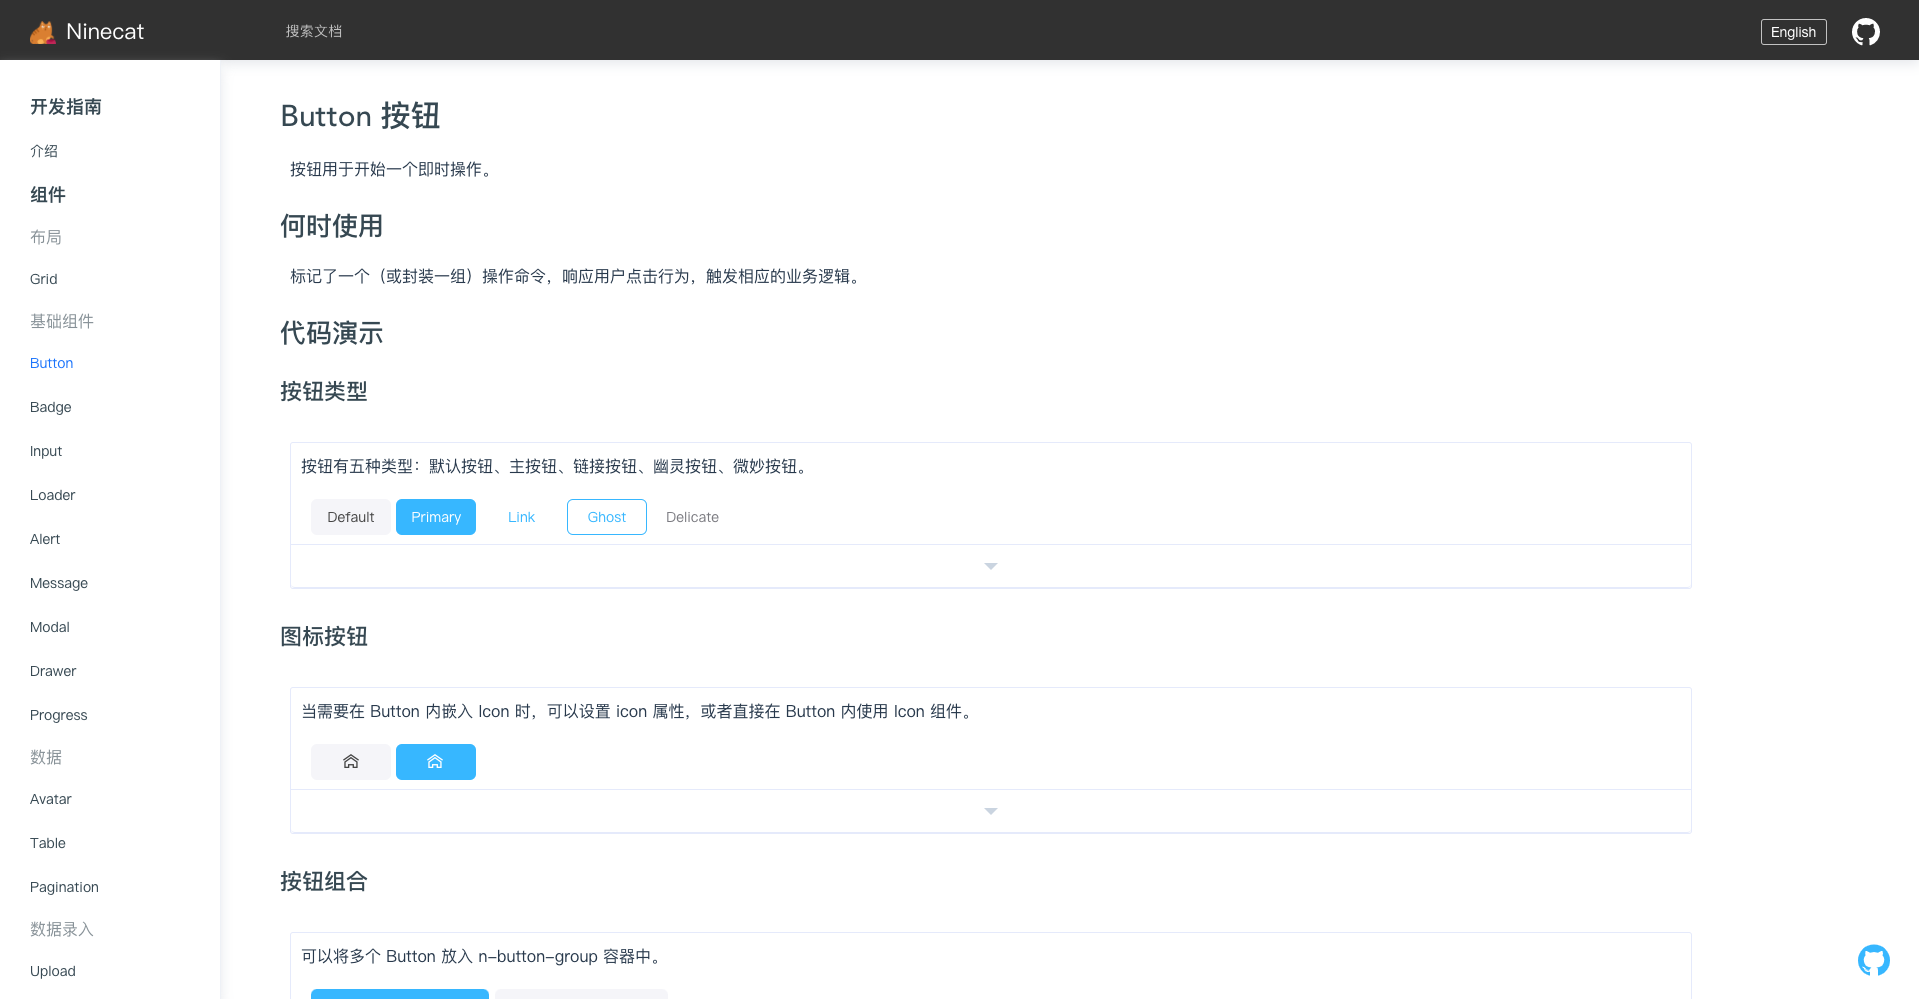 Ninecat
搜索文档
English
开发指南
介绍
组件
布局
Grid
基础组件
Button
Badge
Input
Loader
Alert
Message
Modal
Drawer
Progress
数据
Avatar
Table
Pagination
数据录入
Upload
Button 按钮
按钮用于开始一个即时操作。
何时使用
标记了一个（或封装一组）操作命令，响应用户点击行为，触发相应的业务逻辑。
代码演示
按钮类型
按钮有五种类型：默认按钮、主按钮、链接按钮、幽灵按钮、微妙按钮。
Default Primary Link Ghost Delicate
图标按钮
当需要在 Button 内嵌入 Icon 时，可以设置 icon 属性，或者直接在 Button 内使用 Icon 组件。
按钮组合
可以将多个 Button 放入 n-button-group 容器中。